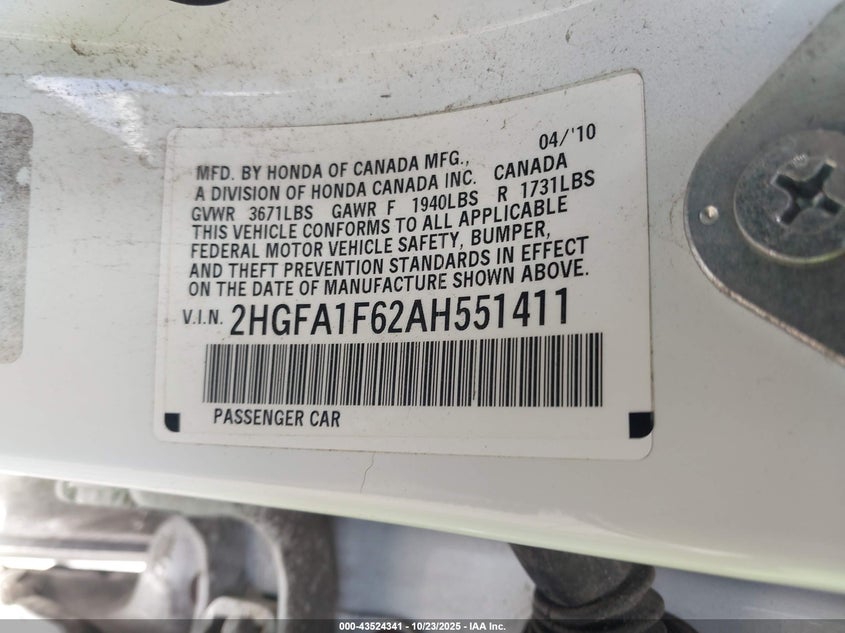 04/'10
MFD. BY HONDA OF CANADA MFG.,
A DIVISION OF HONDA CANADA INC. CANADA
GVWR 3671LBS GAWR F 1940LBS R 1731LBS
THIS VEHICLE CONFORMS TO ALL APPLICABLE
FEDERAL MOTOR VEHICLE SAFETY, BUMPER,
AND THEFT PREVENTION STANDARDS IN EFFECT
ON THE DATE OF MANUFACTURE SHOWN ABOVE.
V.I.N. 2HGFA1F62AH551411
PASSENGER CAR
000-43524341 | 10/23/2025 - IAA Inc.